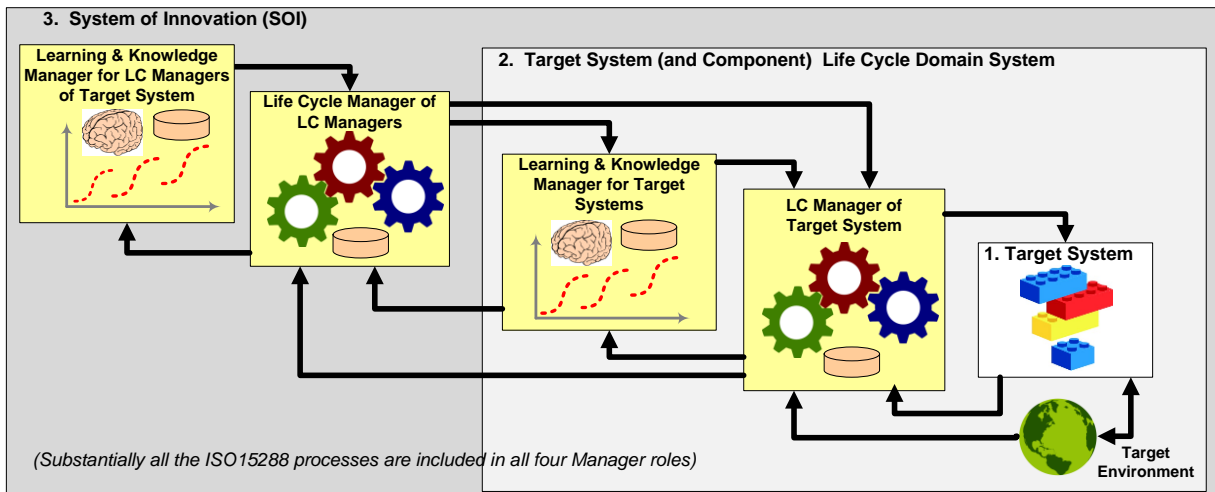 3. System of Innovation (SOI)
Learning & Knowledge
Manager for LC Managers
of Target System
2. Target System (and Component) Life Cycle Domain System
Life Cycle Manager of
LC Managers
Learning & Knowledge
Manager for Target
Systems
LC Manager of
Target System
1. Target System
(Substantially all the ISO15288 processes are included in all four Manager roles)
Target
Environment